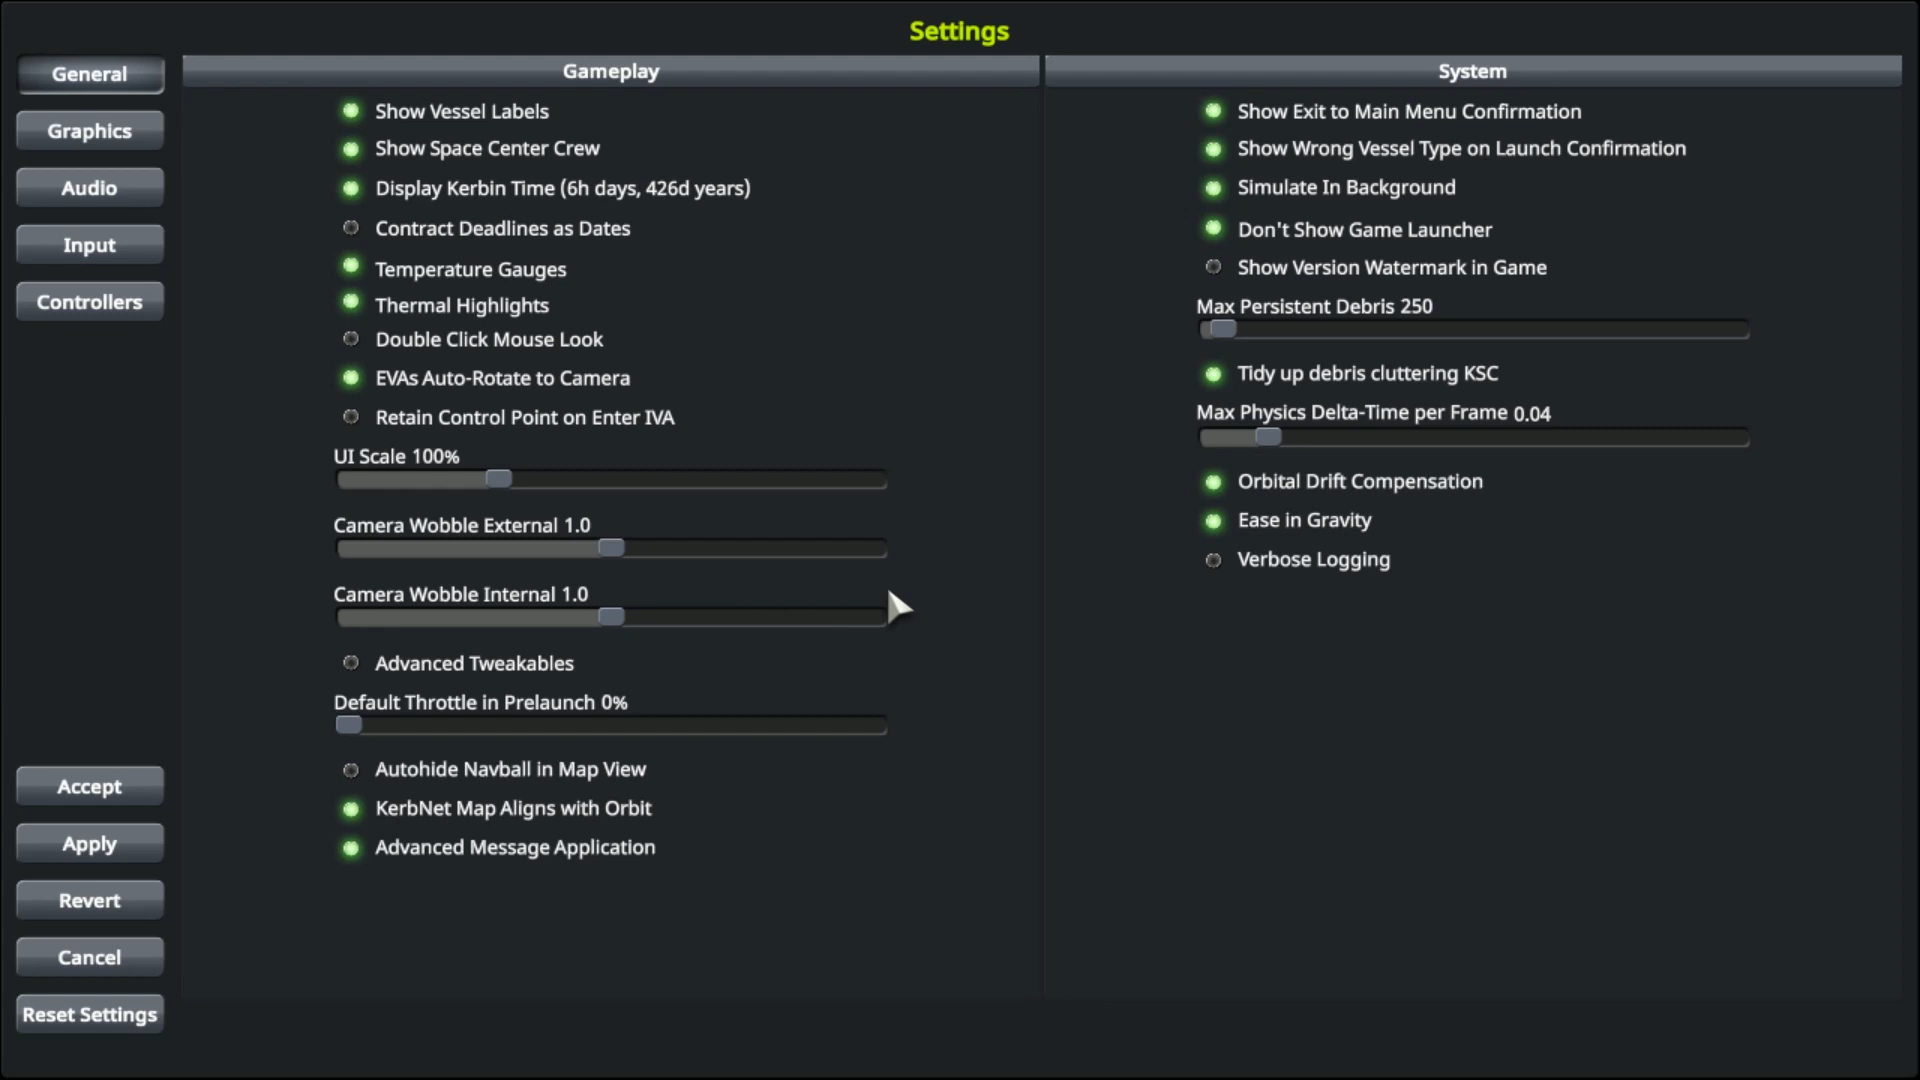 Settings
General
Graphics
Audio
Input
Controllers
Accept
Apply
Revert
Cancel
Reset Settings
Gameplay
Show Vessel Labels
Show Space Center Crew
Display Kerbin Time (6h days, 426d years)
Contract Deadlines as Dates
Temperature Gauges
Thermal Highlights
Double Click Mouse Look
EVAs Auto-Rotate to Camera
Retain Control Point on Enter IVA
UI Scale 100%
Camera Wobble External 1.0
Camera Wobble Internal 1.0
Advanced Tweakables
Default Throttle in Prelaunch 0%
Autohide Navball in Map View
KerbNet Map Aligns with Orbit
Advanced Message Application
System
Show Exit to Main Menu Confirmation
Show Wrong Vessel Type on Launch Confirmation
Simulate In Background
Don't Show Game Launcher
Show Version Watermark in Game
Max Persistent Debris 250
Tidy up debris cluttering KSC
Max Physics Delta-Time per Frame 0.04
Orbital Drift Compensation
Ease in Gravity
Verbose Logging